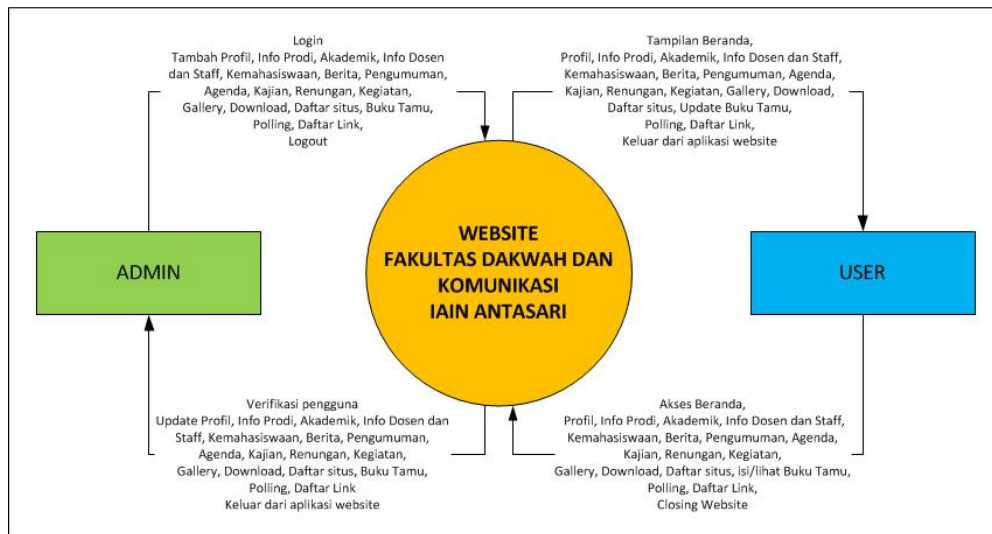 Login
Tambah Profil, Info Prodi, Akademik, Info Dosen
dan Staff, Kemahasiswaan, Berita, Pengumuman,
Agenda, Kajian, Renungan, Kegiatan,
Gallery, Download, Daftar situs, Buku Tamu,
Polling, Daftar Link,
Logout
Tampilan Beranda,
Profil, Info Prodi, Akademik, Info Dosen dan Staff,
Kemahasiswaan, Berita, Pengumuman, Agenda,
Kajian, Renungan, Kegiatan, Gallery, Download,
Daftar situs, Update Buku Tamu,
Polling, Daftar Link,
Keluar dari aplikasi website
ADMIN
WEBSITE
FAKULTAS DAKWAH DAN
KOMUNIKASI
IAIN ANTASARI
USER
Verifikasi pengguna
Update Profil, Info Prodi, Akademik, Info Dosen dan
Staff, Kemahasiswaan, Berita, Pengumuman,
Agenda, Kajian, Renungan, Kegiatan,
Gallery, Download, Daftar situs, Buku Tamu,
Polling, Daftar Link
Keluar dari aplikasi website
Akses Beranda,
Profil, Info Prodi, Akademik, Info Dosen dan Staff,
Kemahasiswaan, Berita, Pengumuman, Agenda,
Kajian, Renungan, Kegiatan,
Gallery, Download, Daftar situs, isi/lihat Buku Tamu,
Polling, Daftar Link,
Closing Website